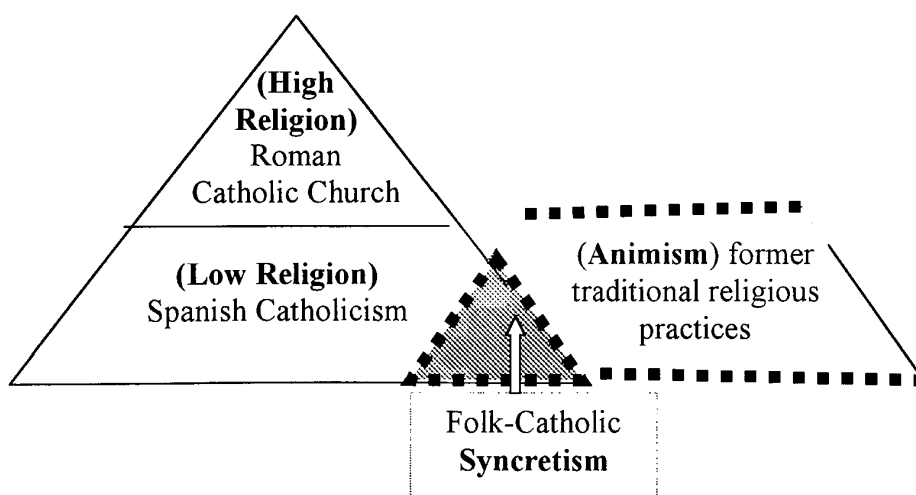 (High
Religion)
Roman
Catholic Church
(Low Religion)
Spanish Catholicism
(Animism) former
traditional religious
practices
Folk-Catholic
Syncretism